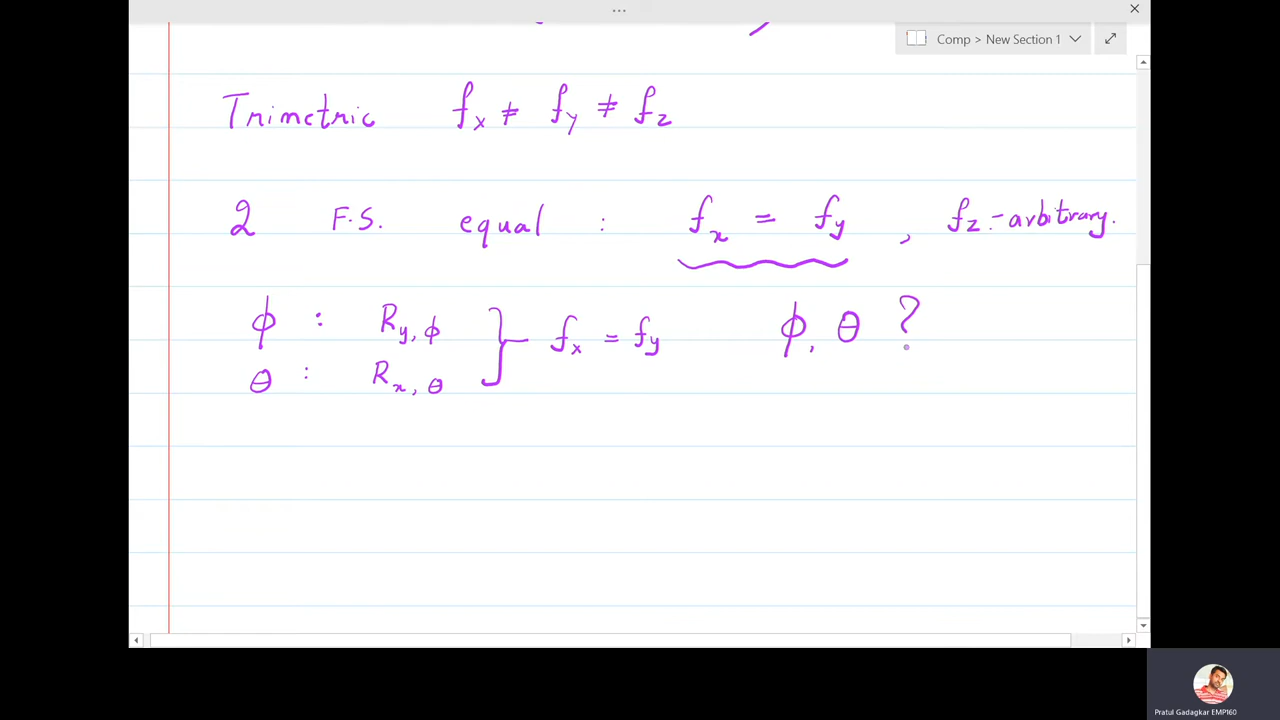 ...
Comp > New Section 1
Trimetric fx ≠ fy ≠ fz
2 F.S. equal : fx = fy , fz - arbitrary.
ϕ : Ry, ϕ } fx = fy ϕ, θ ?
θ : Rx, θ
Pratul Gadagkar EMP160